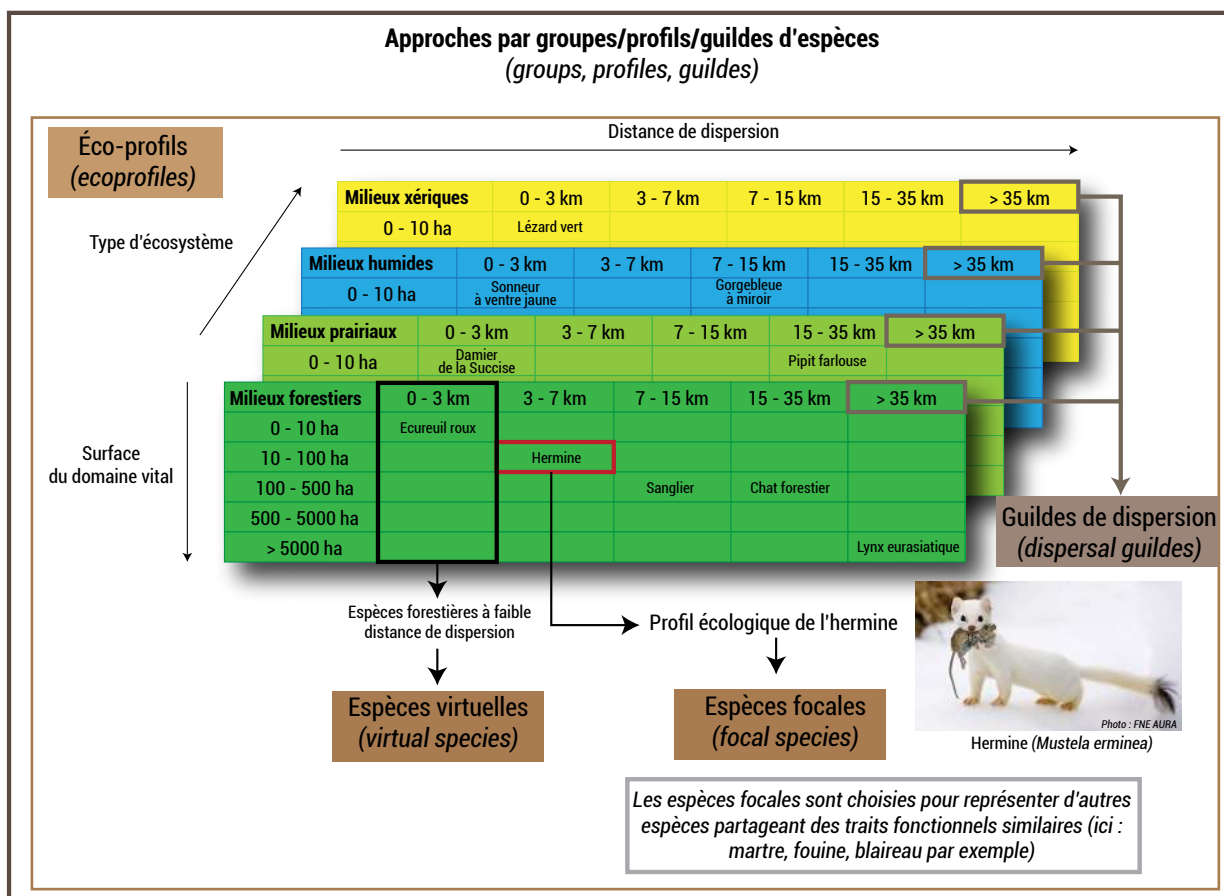 Approches par groupes/profils/guildes d'espèces
(groups, profiles, guildes)
Éco-profils
(ecoprofiles)
Distance de dispersion
Type d'écosystème
Milieux xériques 0 - 3 km 3 - 7 km 7 - 15 km 15 - 35 km > 35 km
0 - 10 ha Lézard vert
Milieux humides 0 - 3 km 3 - 7 km 7 - 15 km 15 - 35 km > 35 km
0 - 10 ha Sonneur à ventre jaune Gorgebleue à miroir
Milieux prairiaux 0 - 3 km 3 - 7 km 7 - 15 km 15 - 35 km > 35 km
0 - 10 ha Damier de la Succise Pipit farlouse
Milieux forestiers 0 - 3 km 3 - 7 km 7 - 15 km 15 - 35 km > 35 km
0 - 10 ha Ecureuil roux
10 - 100 ha Hermine
100 - 500 ha Sanglier Chat forestier
500 - 5000 ha
> 5000 ha Lynx eurasiatique
Surface
du domaine vital
Guildes de dispersion
(dispersal guildes)
Espèces forestières à faible
distance de dispersion
Profil écologique de l'hermine
Espèces virtuelles
(virtual species)
Espèces focales
(focal species)
Photo : FNE AURA
Hermine (Mustela erminea)
Les espèces focales sont choisies pour représenter d'autres
espèces partageant des traits fonctionnels similaires (ici :
martre, fouine, blaireau par exemple)